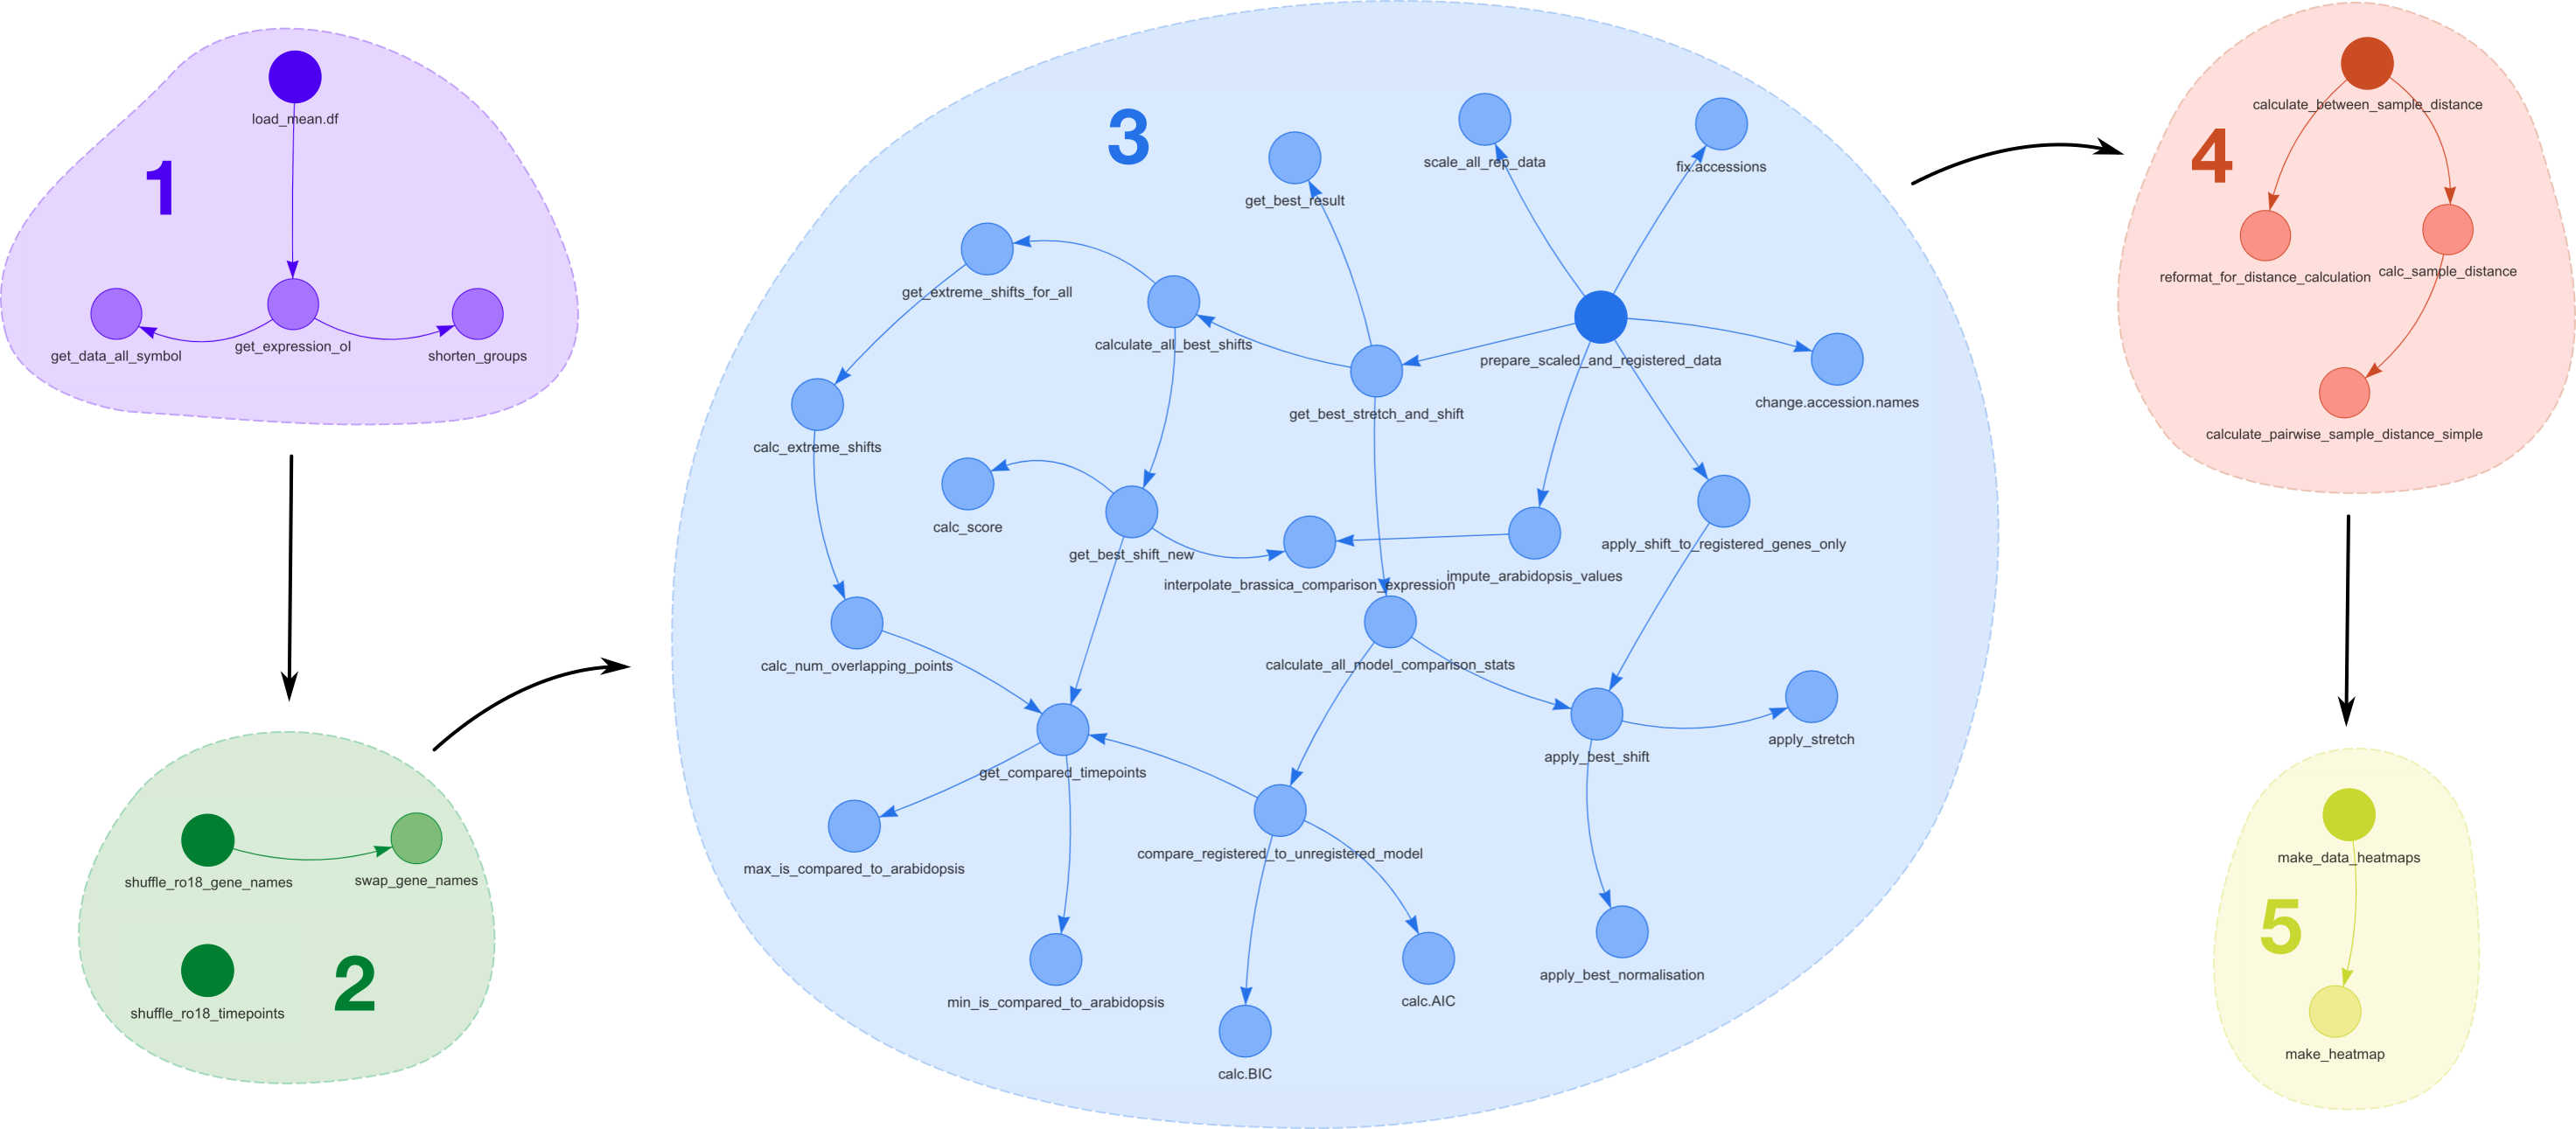 1
load_mean.df
get_data_all_symbol
get_expression_oI
shorten_groups
2
shuffle_ro18_gene_names
swap_gene_names
shuffle_ro18_timepoints
3
get_best_result
scale_all_rep_data
fix.accessions
get_extreme_shifts_for_all
calculate_all_best_shifts
get_best_stretch_and_shift
prepare_scaled_and_registered_data
change.accession.names
calc_extreme_shifts
calc_score
get_best_shift_new
interpolate_brassica_comparison_expression
impute_arabidopsis_values
apply_shift_to_registered_genes_only
calc_num_overlapping_points
calculate_all_model_comparison_stats
get_compared_timepoints
apply_best_shift
apply_stretch
max_is_compared_to_arabidopsis
compare_registered_to_unregistered_model
min_is_compared_to_arabidopsis
calc.BIC
calc.AIC
apply_best_normalisation
4
calculate_between_sample_distance
reformat_for_distance_calculation
calc_sample_distance
calculate_pairwise_sample_distance_simple
5
make_data_heatmaps
make_heatmap